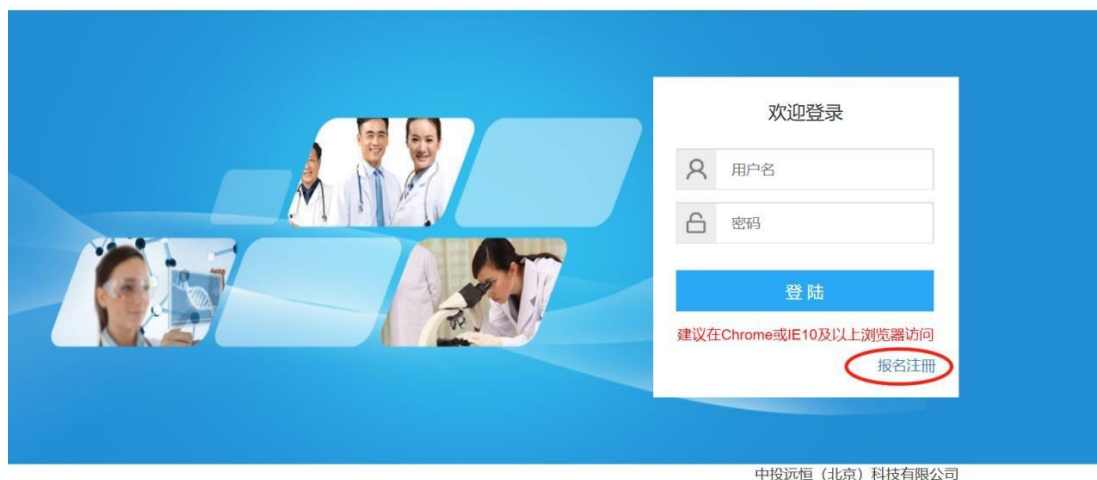 欢迎登录
用户名
密码
登 陆
建议在Chrome或IE10及以上浏览器访问
报名注冊
中投远恒（北京）科技有限公司